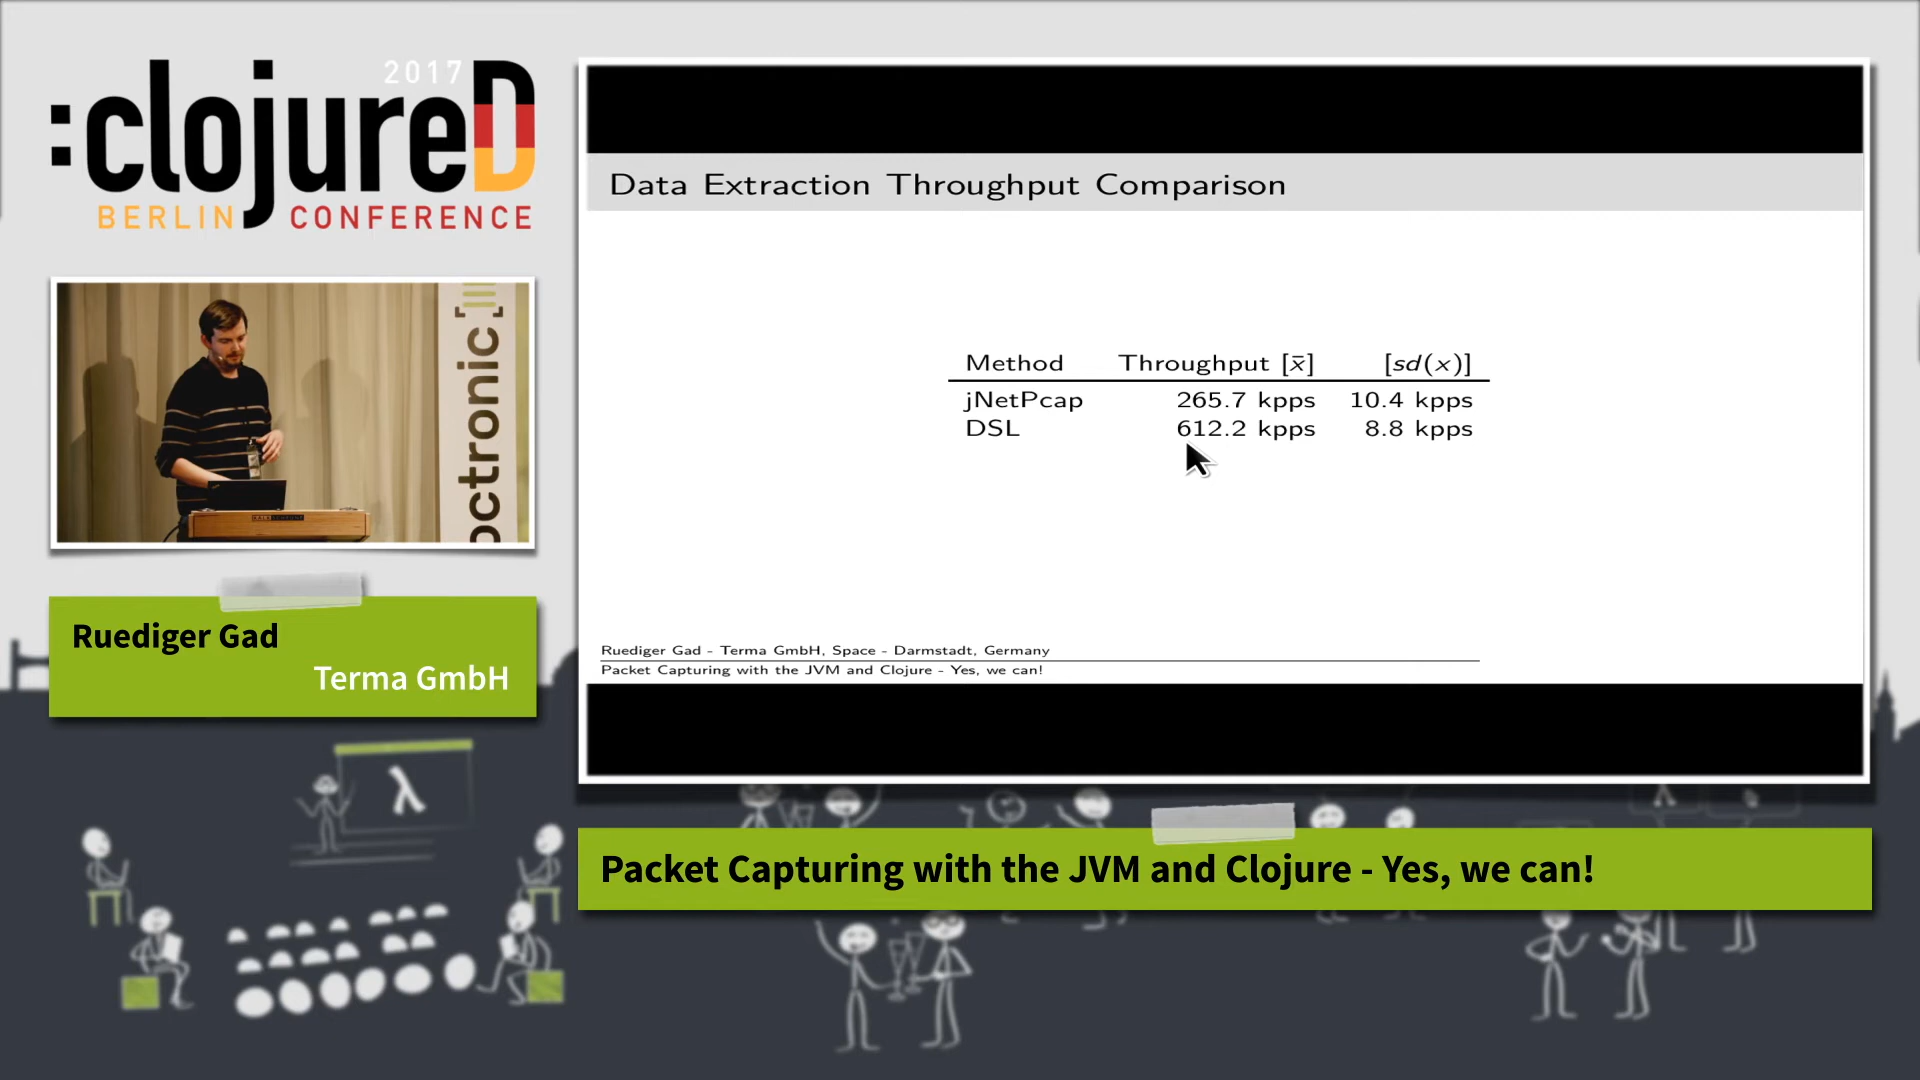 2017
:clojureD
BERLIN CONFERENCE
Data Extraction Throughput Comparison
Method Throughput [x̄] [sd(x)]
jNetPcap 265.7 kpps 10.4 kpps
DSL 612.2 kpps 8.8 kpps
Ruediger Gad - Terma GmbH, Space - Darmstadt, Germany
Packet Capturing with the JVM and Clojure - Yes, we can!
Ruediger Gad
Terma GmbH
λ
Packet Capturing with the JVM and Clojure - Yes, we can!